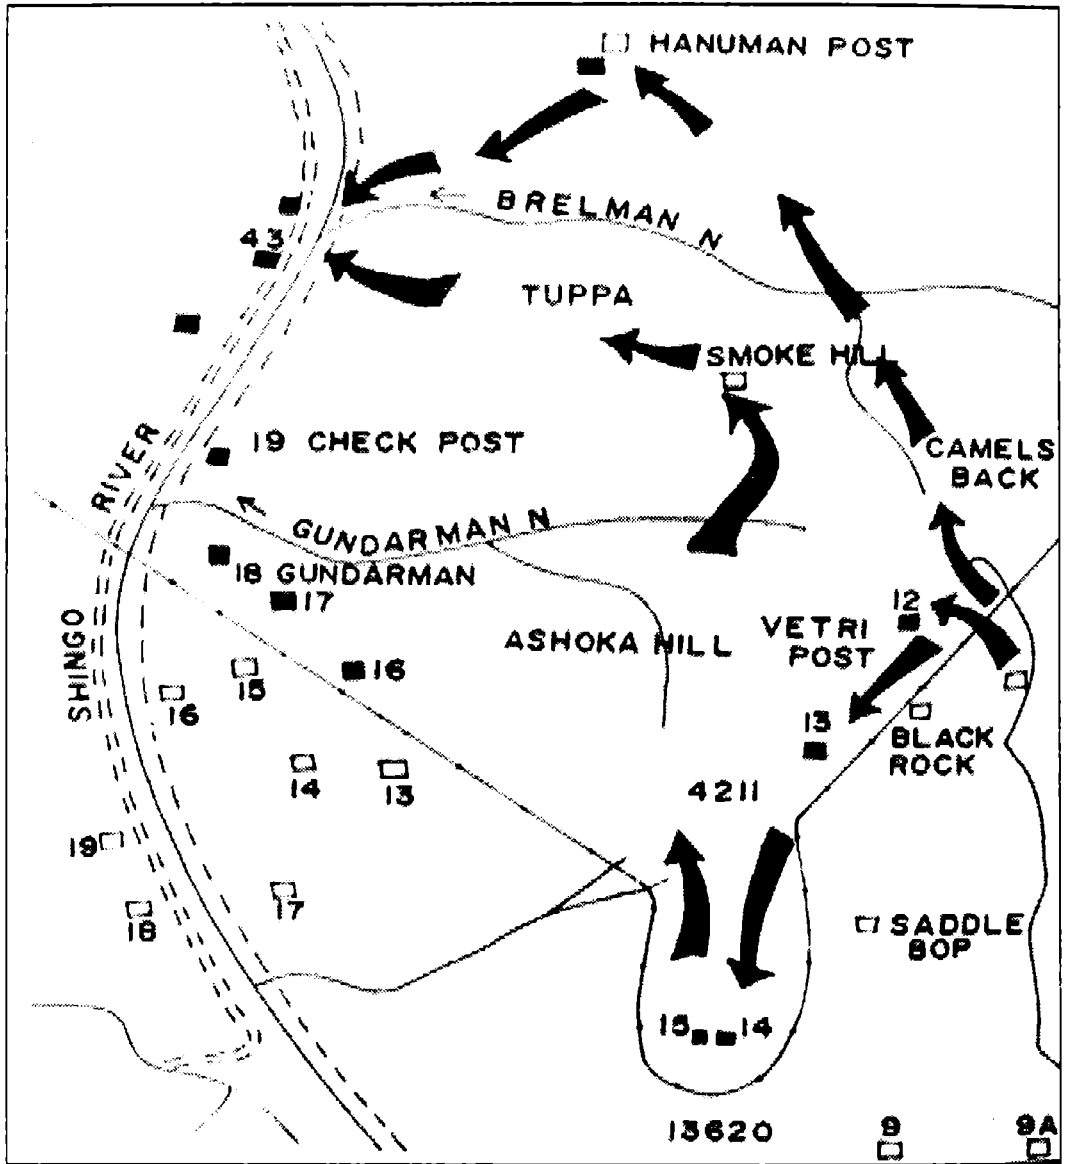 HANUMAN POST
BRELMAN N
43
TUPPA
SMOKE HILL
19 CHECK POST
CAMELS
BACK
RIVER
GUNDARMAN N
18 GUNDARMAN
17
12
VETRI
POST
ASHOKA HILL
SHINGO
16
15
16
13
BLACK
ROCK
14
13
4211
19
17
18
SADDLE
BOP
15
14
13620
9
9A